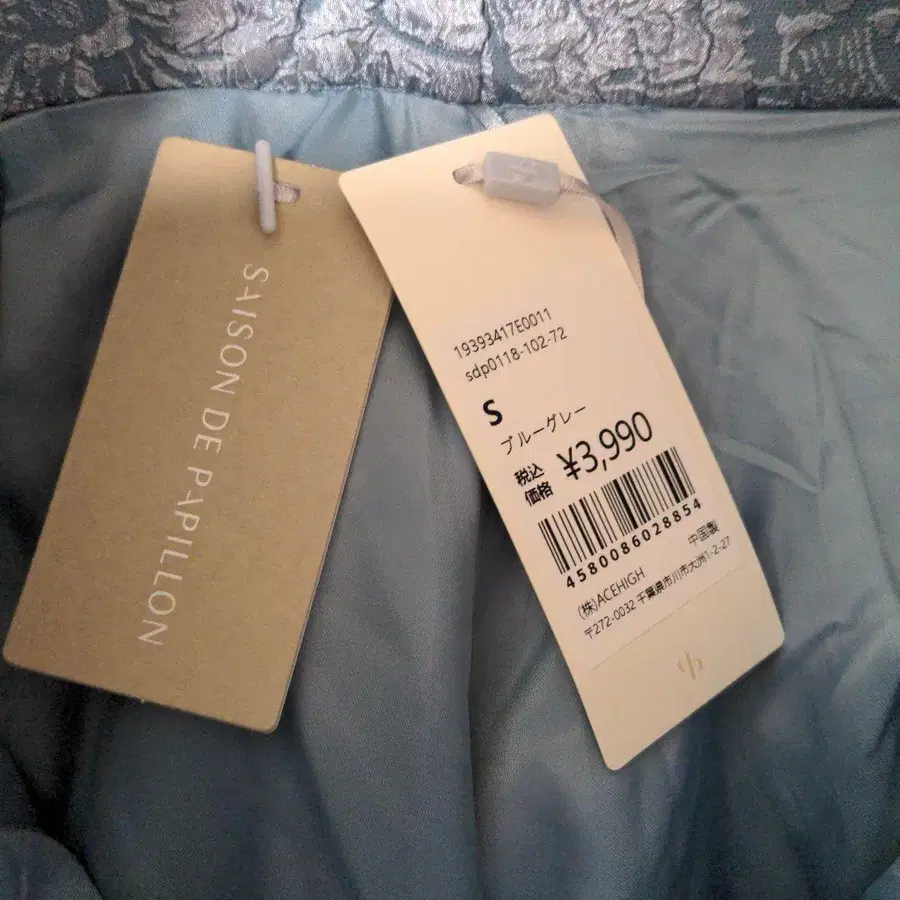 SAISON DE PAPILLON
19393417E0011
sdp0118-102-72
S
ブルーグレー
税込
価格
¥3,990
4580086028854
中国製
(株)ACEHIGH
〒272-0032 千葉県市川市大洲1-2-27